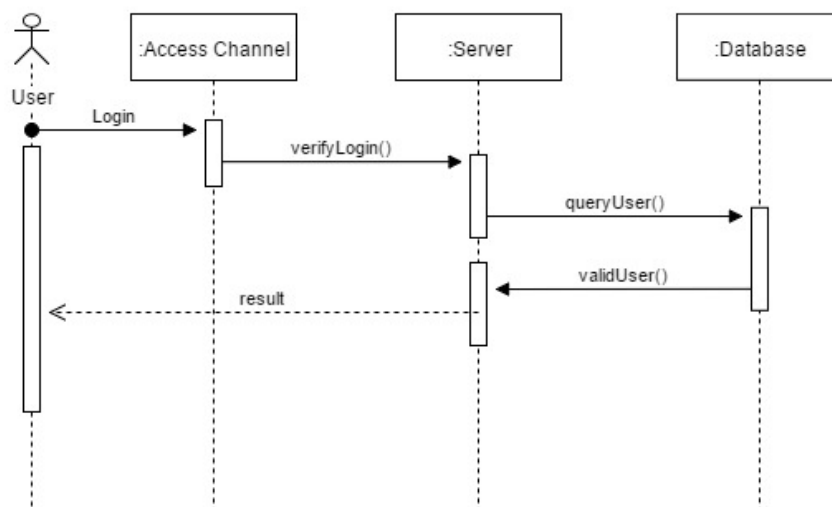 :Access Channel
:Server
:Database
User
Login
verifyLogin()
queryUser()
validUser()
result